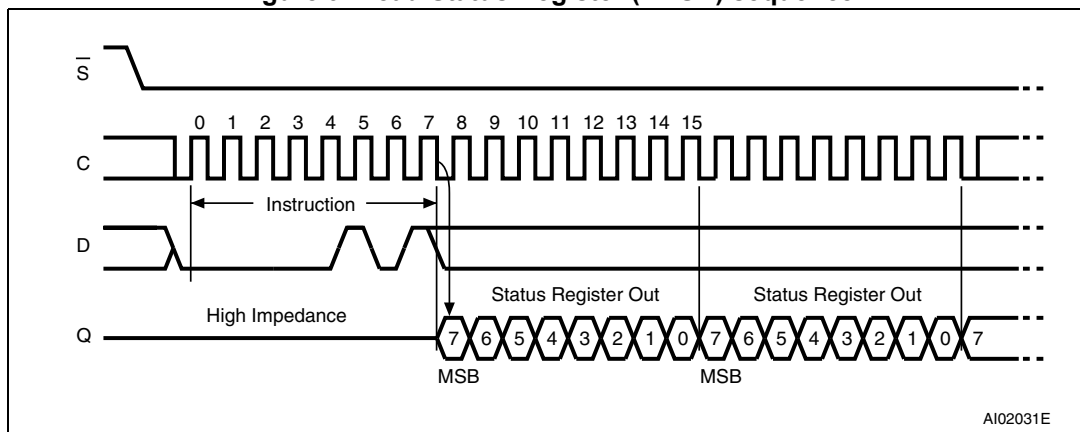 S
0 1 2 3 4 5 6 7 8 9 10 11 12 13 14 15
C
Instruction
D
Status Register Out Status Register Out
High Impedance
Q 7 6 5 4 3 2 1 0 7 6 5 4 3 2 1 0 7
MSB MSB
AI02031E